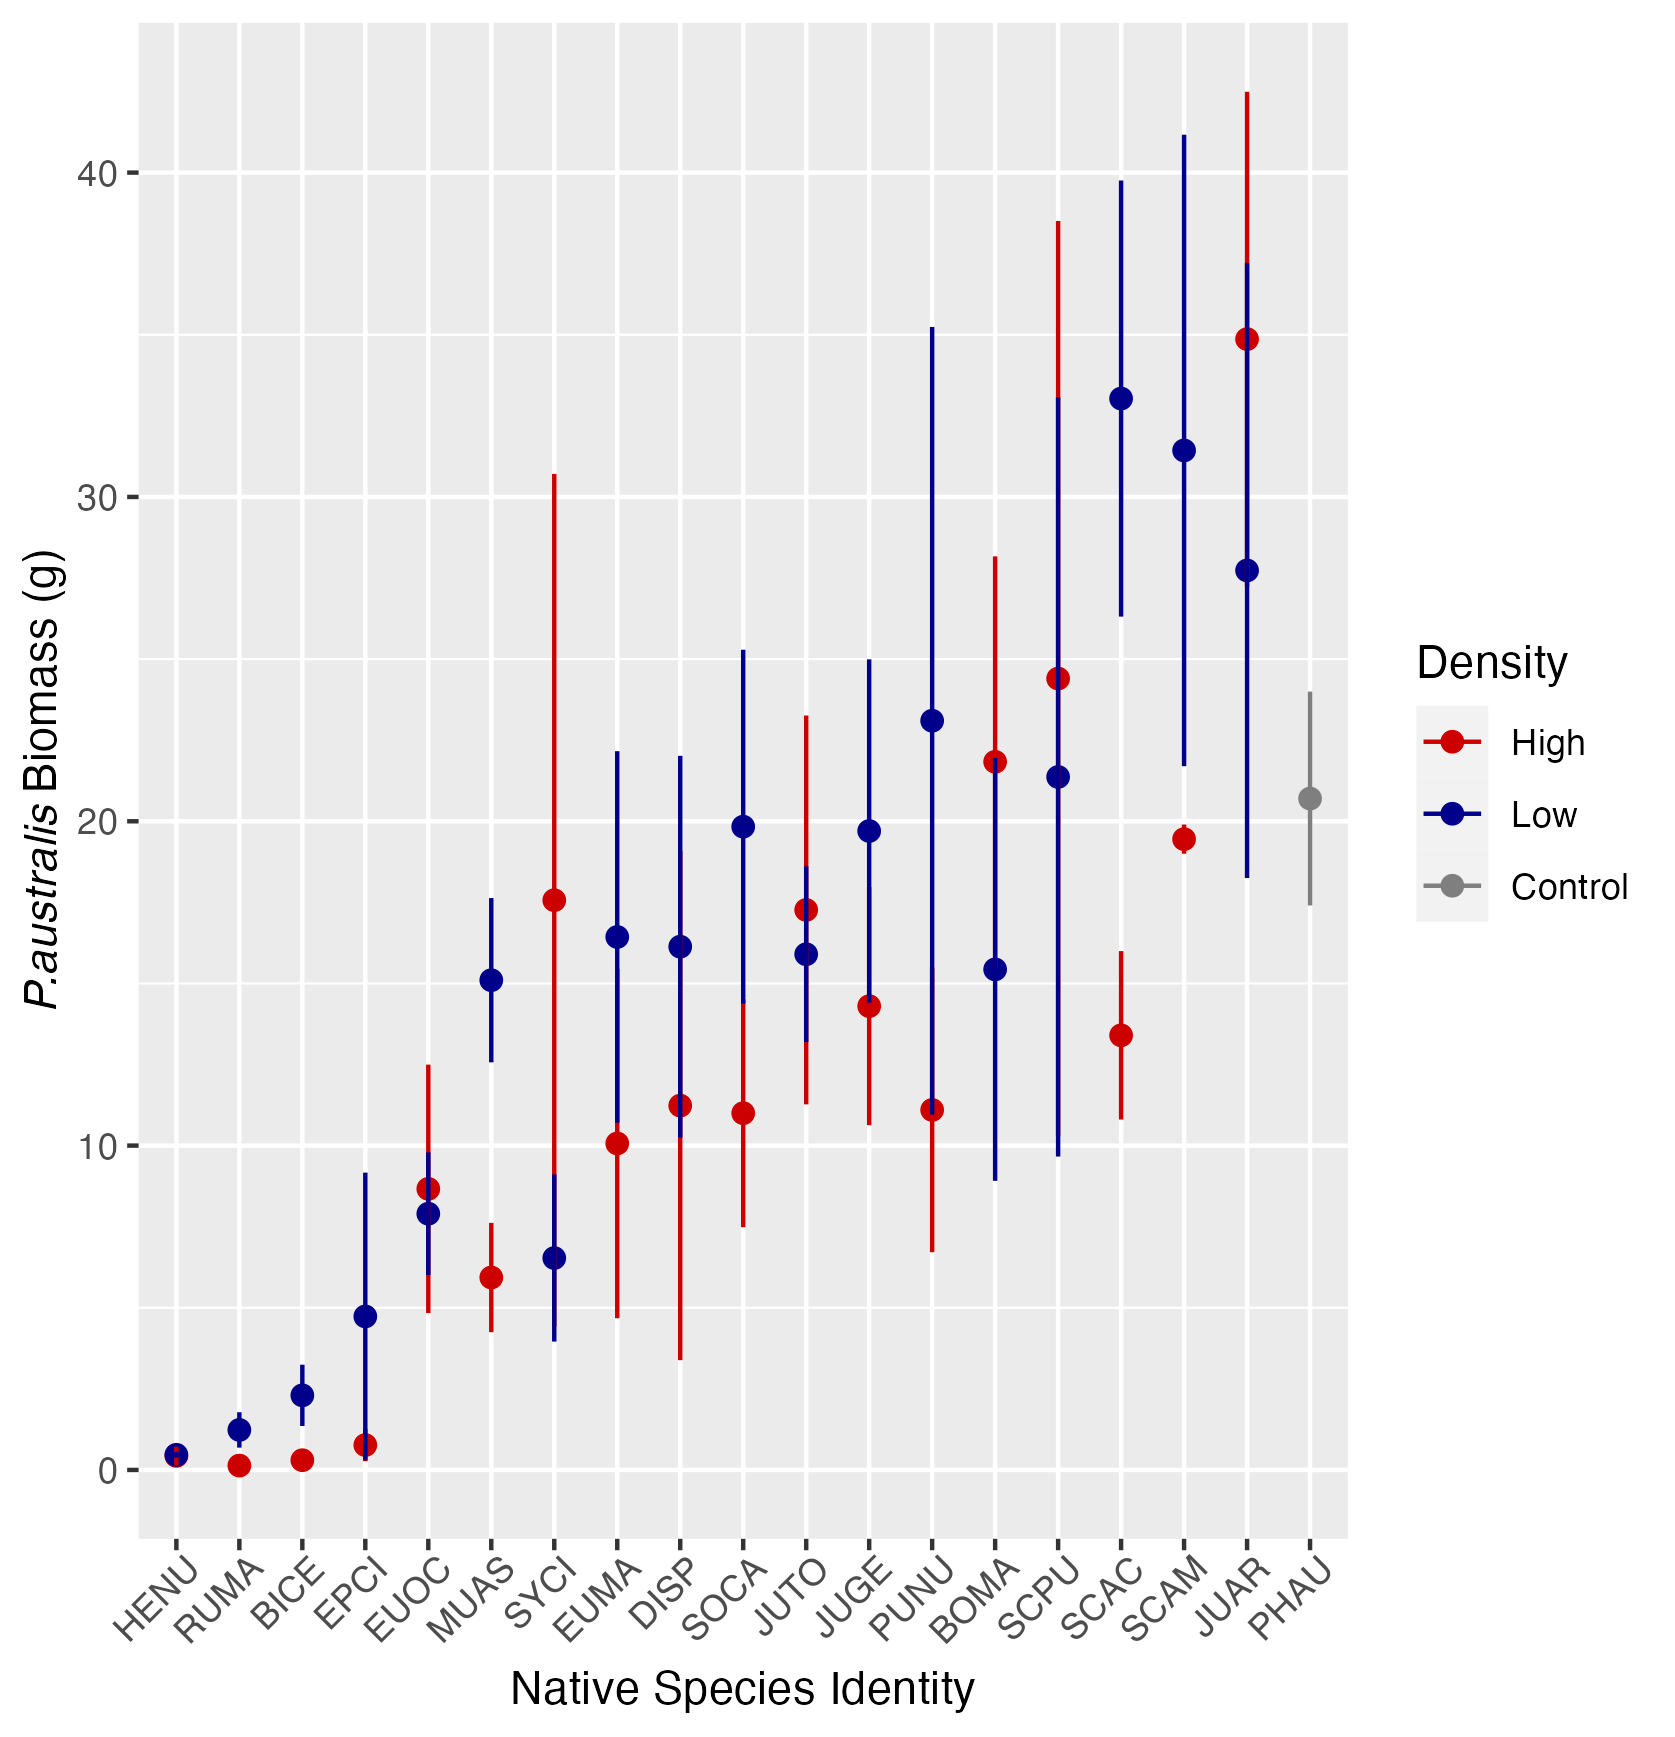 40
30
20
10
0
P.australis Biomass (g)
HENU
RUMA
BICE
EPCI
EUOC
MUAS
SYCI
EUMA
DISP
SOCA
JUTO
JUGE
PUNU
BOMA
SCPU
SCAC
SCAM
JUAR
PHAU
Native Species Identity
Density
High
Low
Control